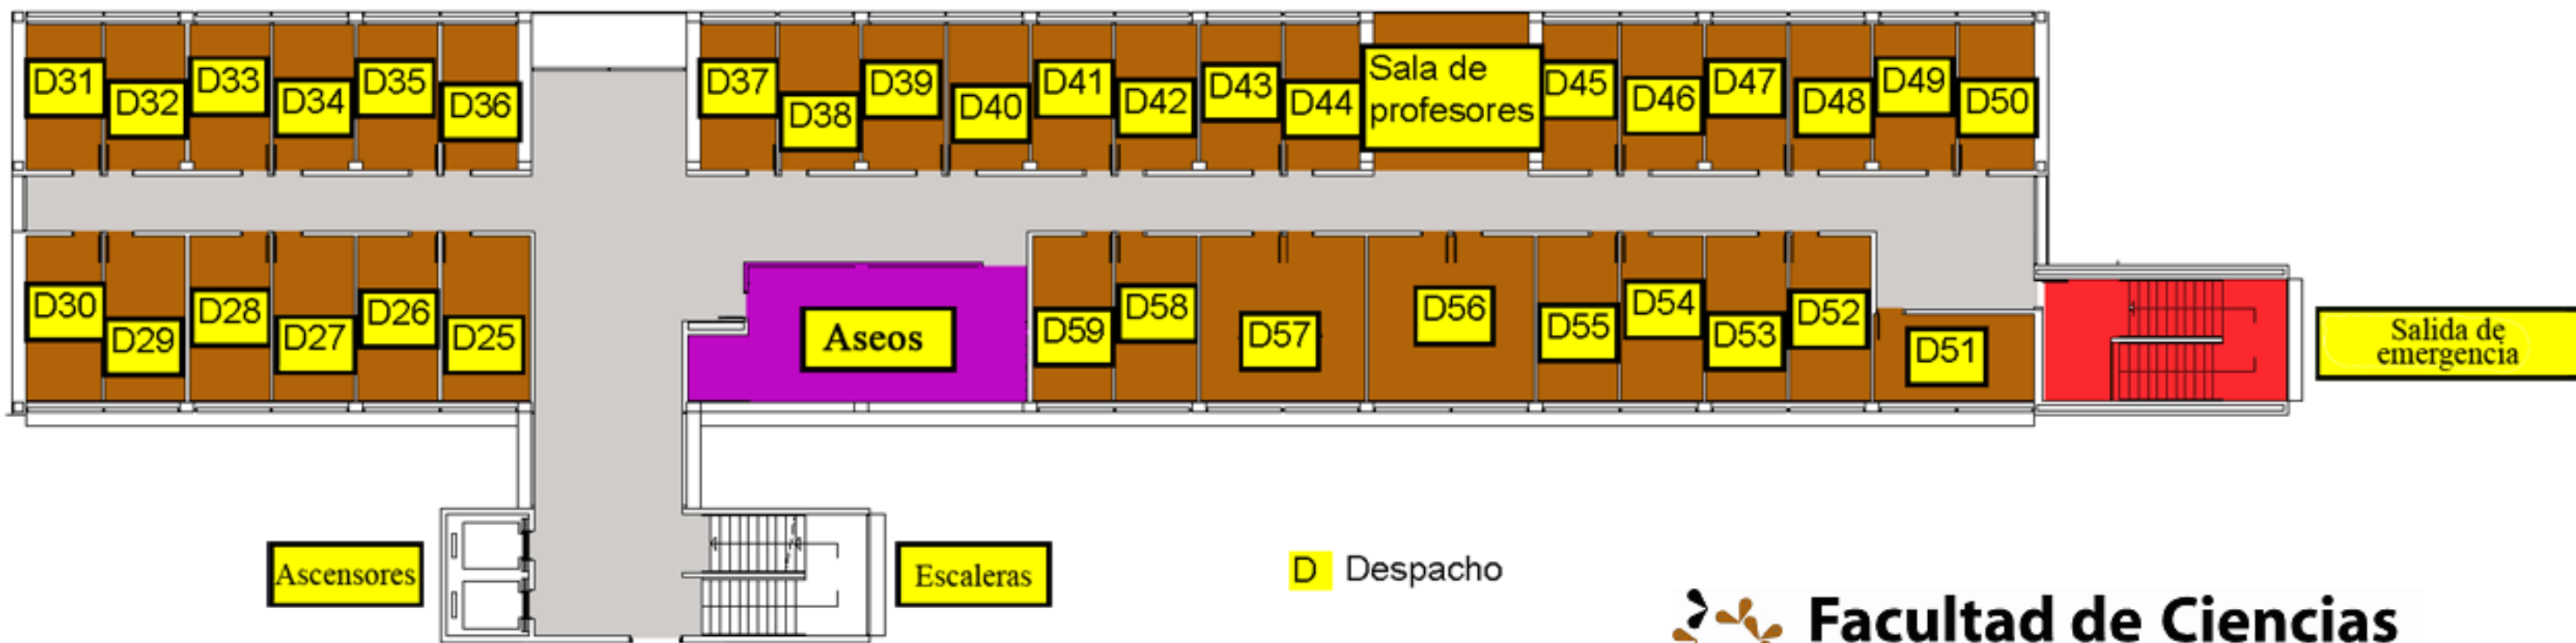 D31
D32
D33
D34
D35
D36
D37
D38
D39
D40
D41
D42
D43
D44
Sala de
profesores
D45
D46
D47
D48
D49
D50
D30
D29
D28
D27
D26
D25
Aseos
D59
D58
D57
D56
D55
D54
D53
D52
D51
Salida de
emergencia
Ascensores
Escaleras
D Despacho
Facultad de Ciencias